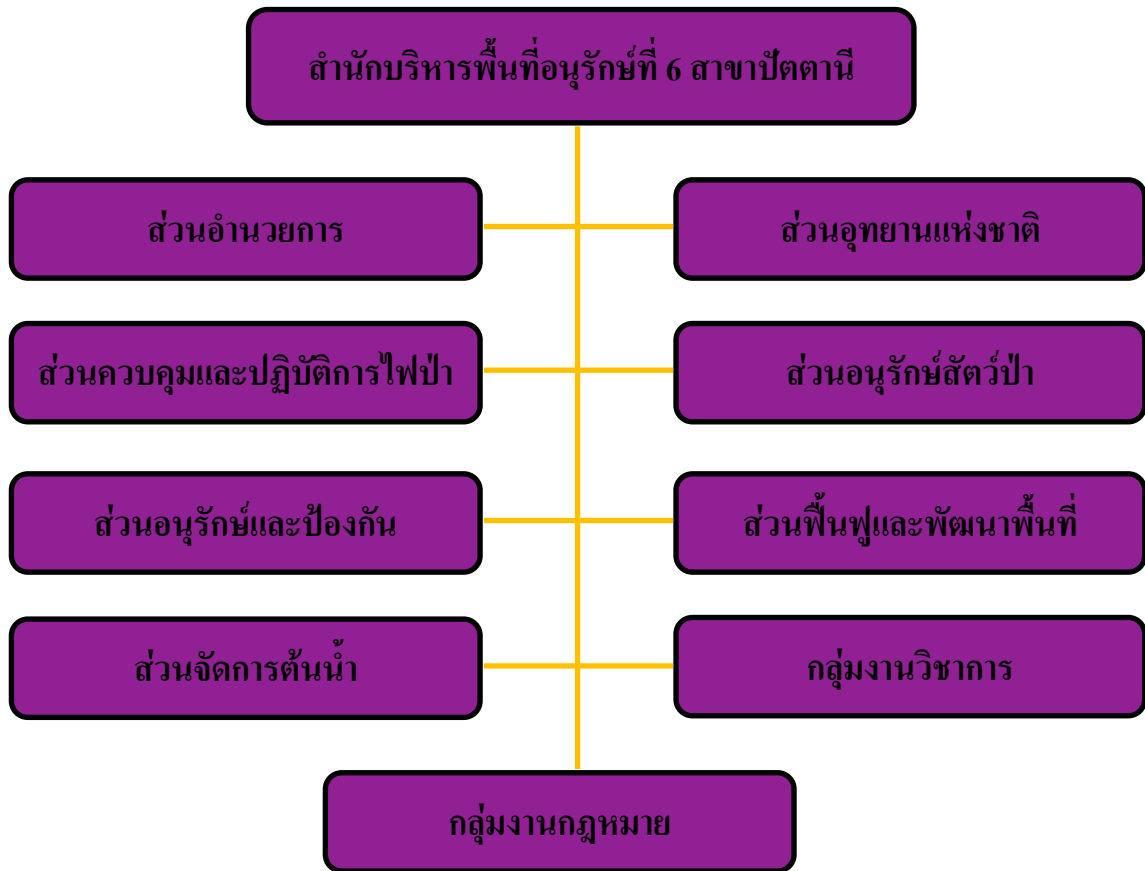 สำนักบริหารพื้นที่อนุรักษ์ที่ 6 สาขาปัตตานี
ส่วนอำนวยการ
ส่วนอุทยานแห่งชาติ
ส่วนควบคุมและปฏิบัติการไฟป่า
ส่วนอนุรักษ์สัตว์ป่า
ส่วนอนุรักษ์และป้องกัน
ส่วนฟื้นฟูและพัฒนาพื้นที่
ส่วนจัดการต้นน้ำ
กลุ่มงานวิชาการ
กลุ่มงานกฎหมาย